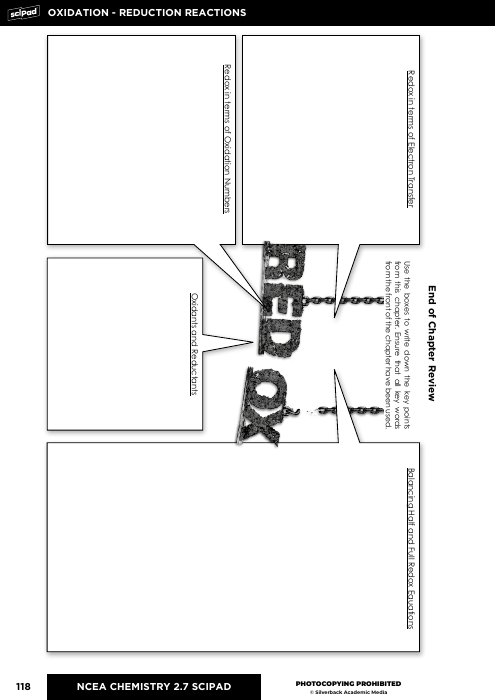 scipad
OXIDATION - REDUCTION REACTIONS
End of Chapter Review
Use the boxes to write down the key points
from this chapter. Ensure that all key words
from the front of the chapter have been used.
Redox in terms of Electron Transfer
Redox in terms of Oxidation Numbers
RED OX
Oxidants and Reductants
Balancing Half and Full Redox Equations
118
NCEA CHEMISTRY 2.7 SCIPAD
PHOTOCOPYING PROHIBITED
© Silverback Academic Media